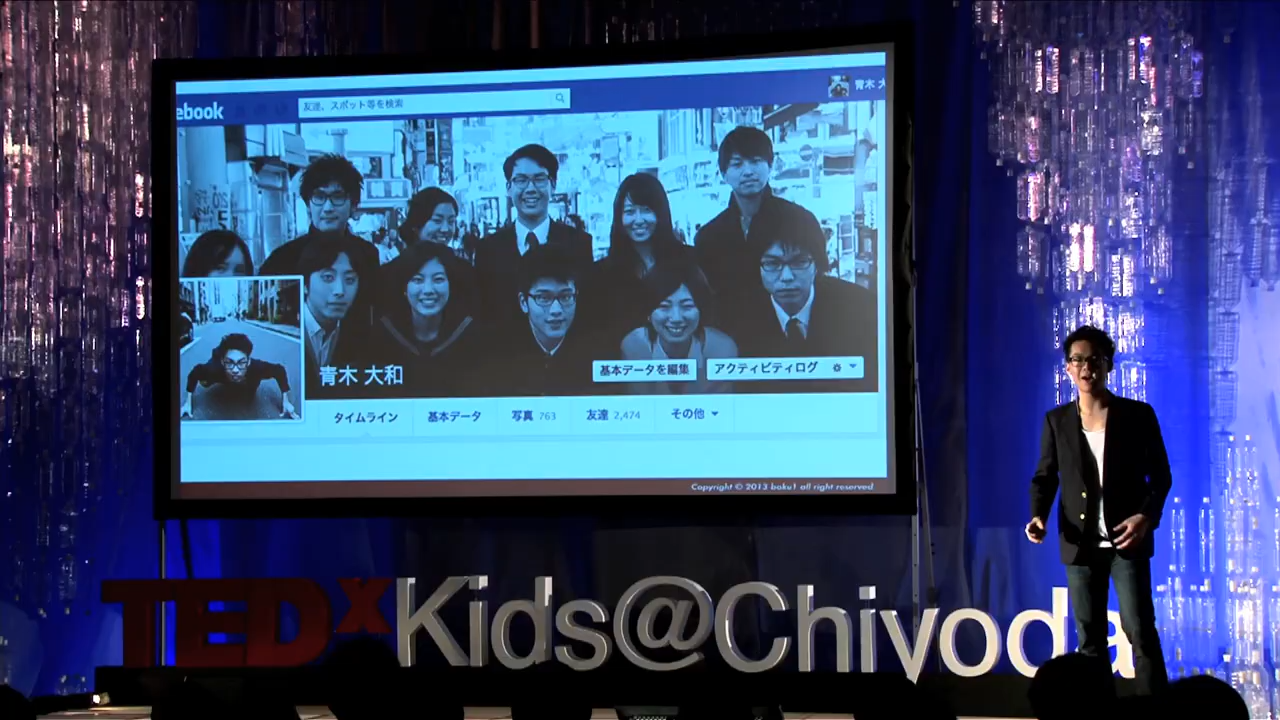 ebook
友達、スポット等を検索
青木 大
青木 大和
基本データを編集
アクティビティログ
タイムライン
基本データ
写真 763
友達 2,474
その他
Copyright © 2013 boku1 all right reserved.
TEDxKids@Chiyoda